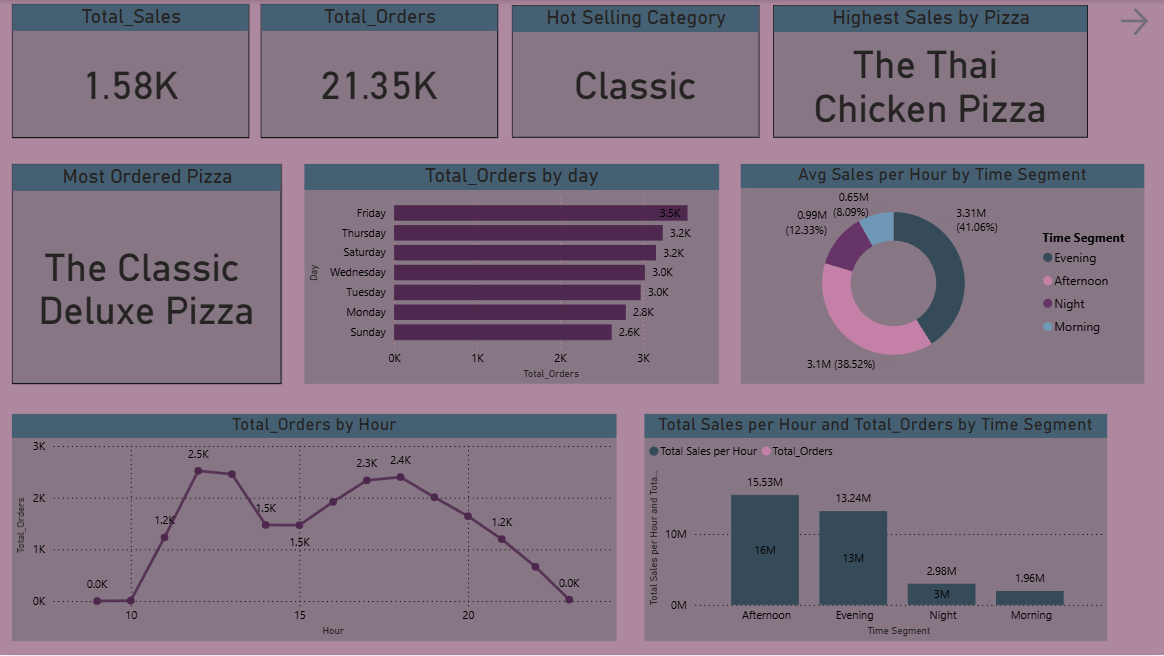 Total_Sales
1.58K
Total_Orders
21.35K
Hot Selling Category
Classic
Highest Sales by Pizza
The Thai
Chicken Pizza
Most Ordered Pizza
The Classic
Deluxe Pizza
Total_Orders by day
Day
Friday 3.5K
Thursday 3.2K
Saturday 3.2K
Wednesday 3.0K
Tuesday 3.0K
Monday 2.8K
Sunday 2.6K
0K 1K 2K 3K
Total_Orders
Avg Sales per Hour by Time Segment
0.65M
(8.09%)
0.99M
(12.33%)
3.31M
(41.06%)
3.1M (38.52%)
Time Segment
Evening
Afternoon
Night
Morning
Total_Orders by Hour
Total_Orders
3K
2K
1K
0K
0.0K
1.2K
2.5K
1.5K
1.5K
2.3K
2.4K
1.2K
0.0K
10 15 20
Hour
Total Sales per Hour and Total_Orders by Time Segment
Total Sales per Hour Total_Orders
Total Sales per Hour and Tota...
10M
0M
15.53M
16M
13.24M
13M
2.98M
3M
1.96M
Afternoon Evening Night Morning
Time Segment